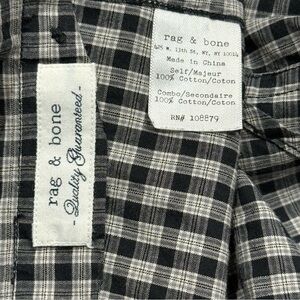 rag & bone
- Quality Guaranteed -
rag & bone
425 W. 13th St, NY, NY 10014
Made in China
Self/Majeur
100% Cotton/Coton
Combo/Secondaire
100% Cotton/Coton
RN# 108879